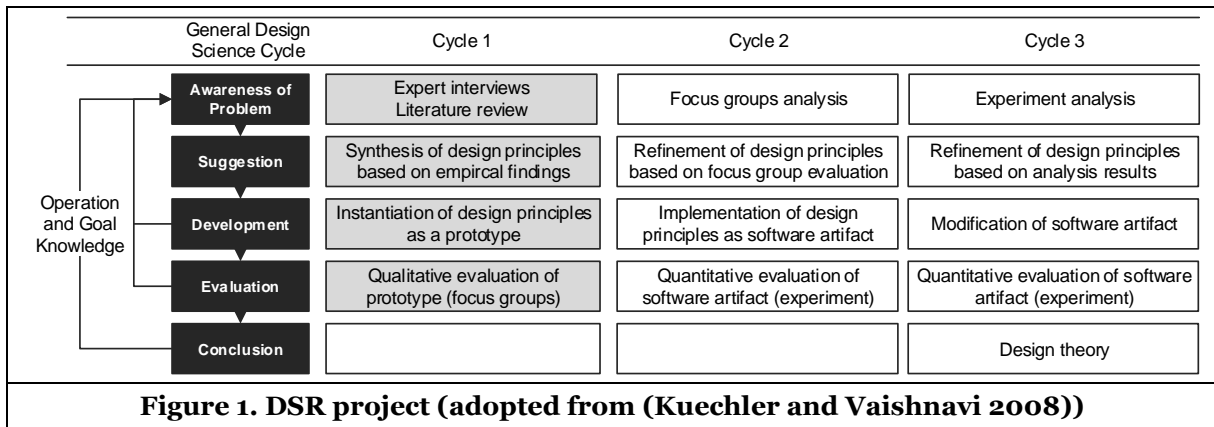 General Design
Science Cycle
Cycle 1
Cycle 2
Cycle 3
Awareness of
Problem
Expert interviews
Literature review
Focus groups analysis
Experiment analysis
Suggestion
Synthesis of design principles
based on empircal findings
Refinement of design principles
based on focus group evaluation
Refinement of design principles
based on analysis results
Operation
and Goal
Knowledge
Development
Instantiation of design principles
as a prototype
Implementation of design
principles as software artifact
Modification of software artifact
Evaluation
Qualitative evaluation of
prototype (focus groups)
Quantitative evaluation of
software artifact (experiment)
Quantitative evaluation of software
artifact (experiment)
Conclusion
Design theory
Figure 1. DSR project (adopted from (Kuechler and Vaishnavi 2008))